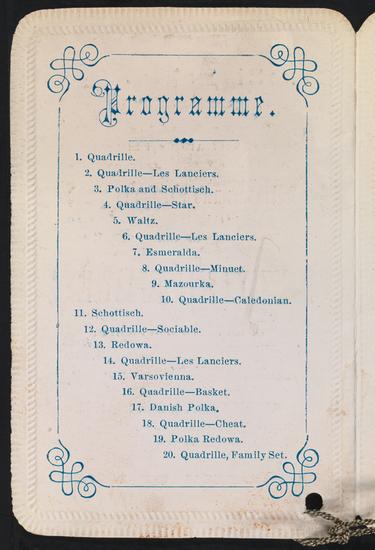 Programme.
1. Quadrille.
2. Quadrille—Les Lanciers.
3. Polka and Schottisch.
4. Quadrille—Star.
5. Waltz.
6. Quadrille—Les Lanciers.
7. Esmeralda.
8. Quadrille—Minuet.
9. Mazourka.
10. Quadrille—Caledonian.
11. Schottisch.
12. Quadrille—Sociable.
13. Redowa.
14. Quadrille—Les Lanciers.
15. Varsovienna.
16. Quadrille—Basket.
17. Danish Polka.
18. Quadrille—Cheat.
19. Polka Redowa.
20. Quadrille, Family Set.